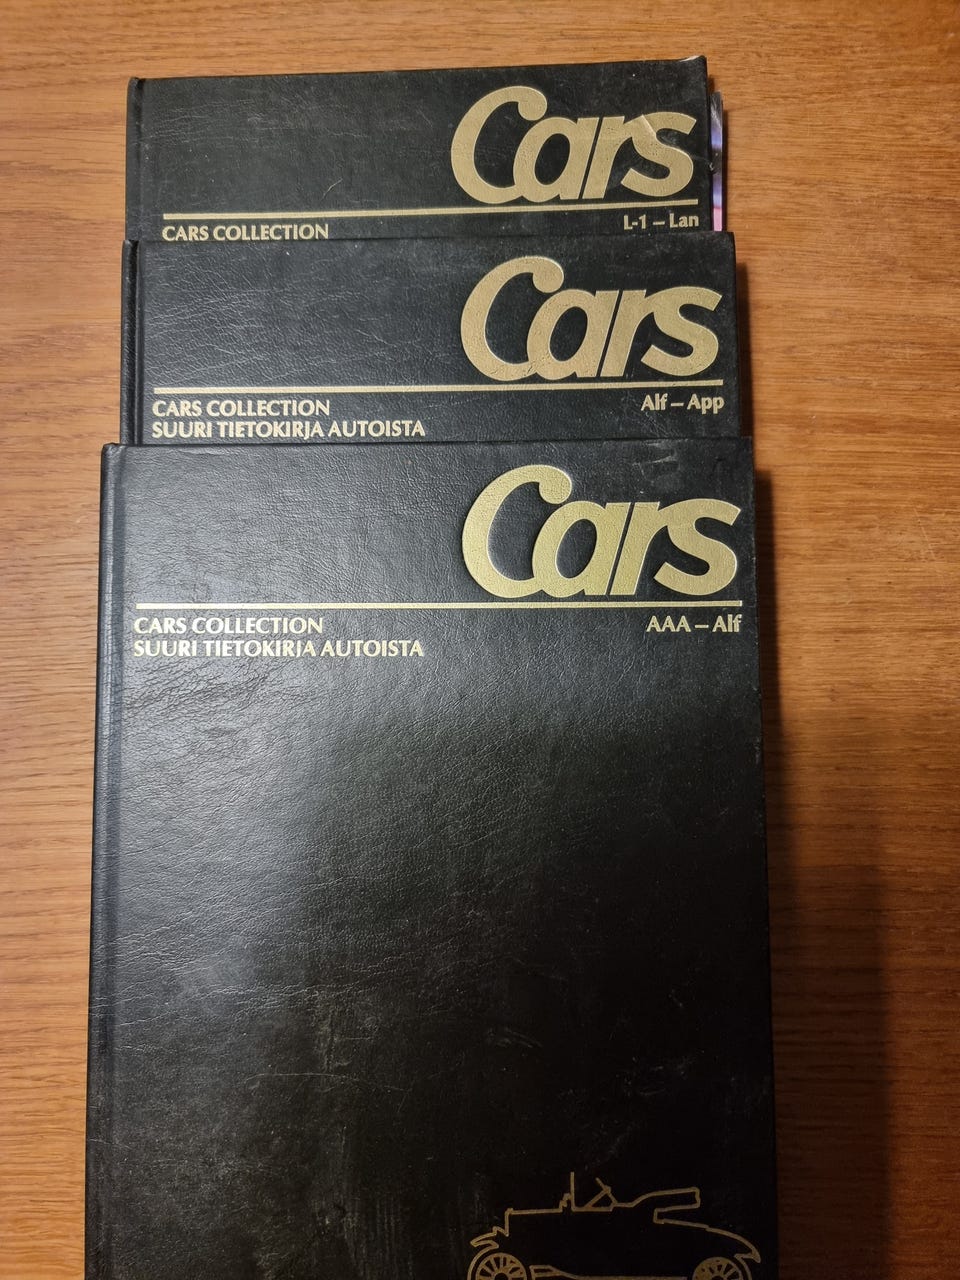 Cars
L-1 – Lan
CARS COLLECTION
Cars
Alf – App
CARS COLLECTION
SUURI TIETOKIRJA AUTOISTA
Cars
AAA – Alf
CARS COLLECTION
SUURI TIETOKIRJA AUTOISTA